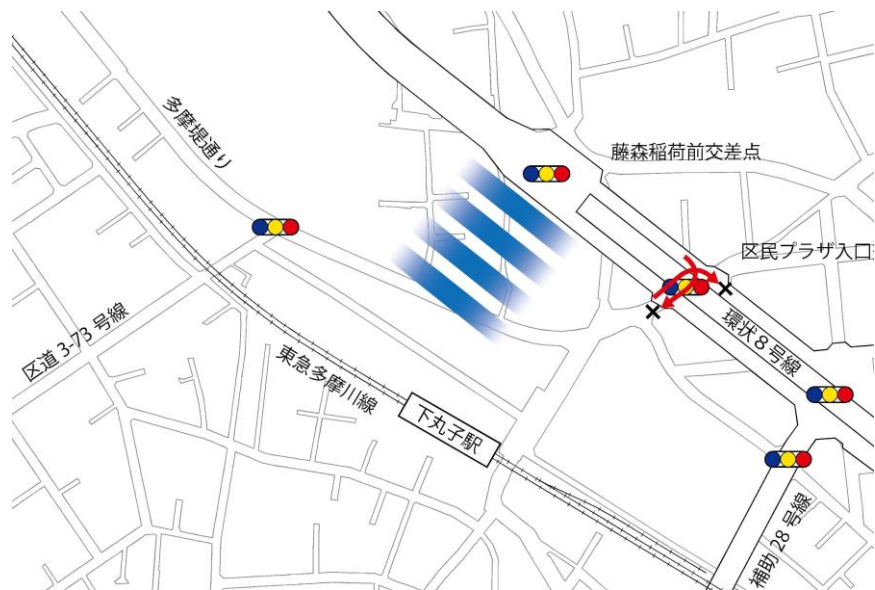 多摩堤通り
藤森稲荷前交差点
区民プラザ入口
区道 3-73 号線
東急多摩川線
環状 8 号線
下丸子駅
補助 28 号線